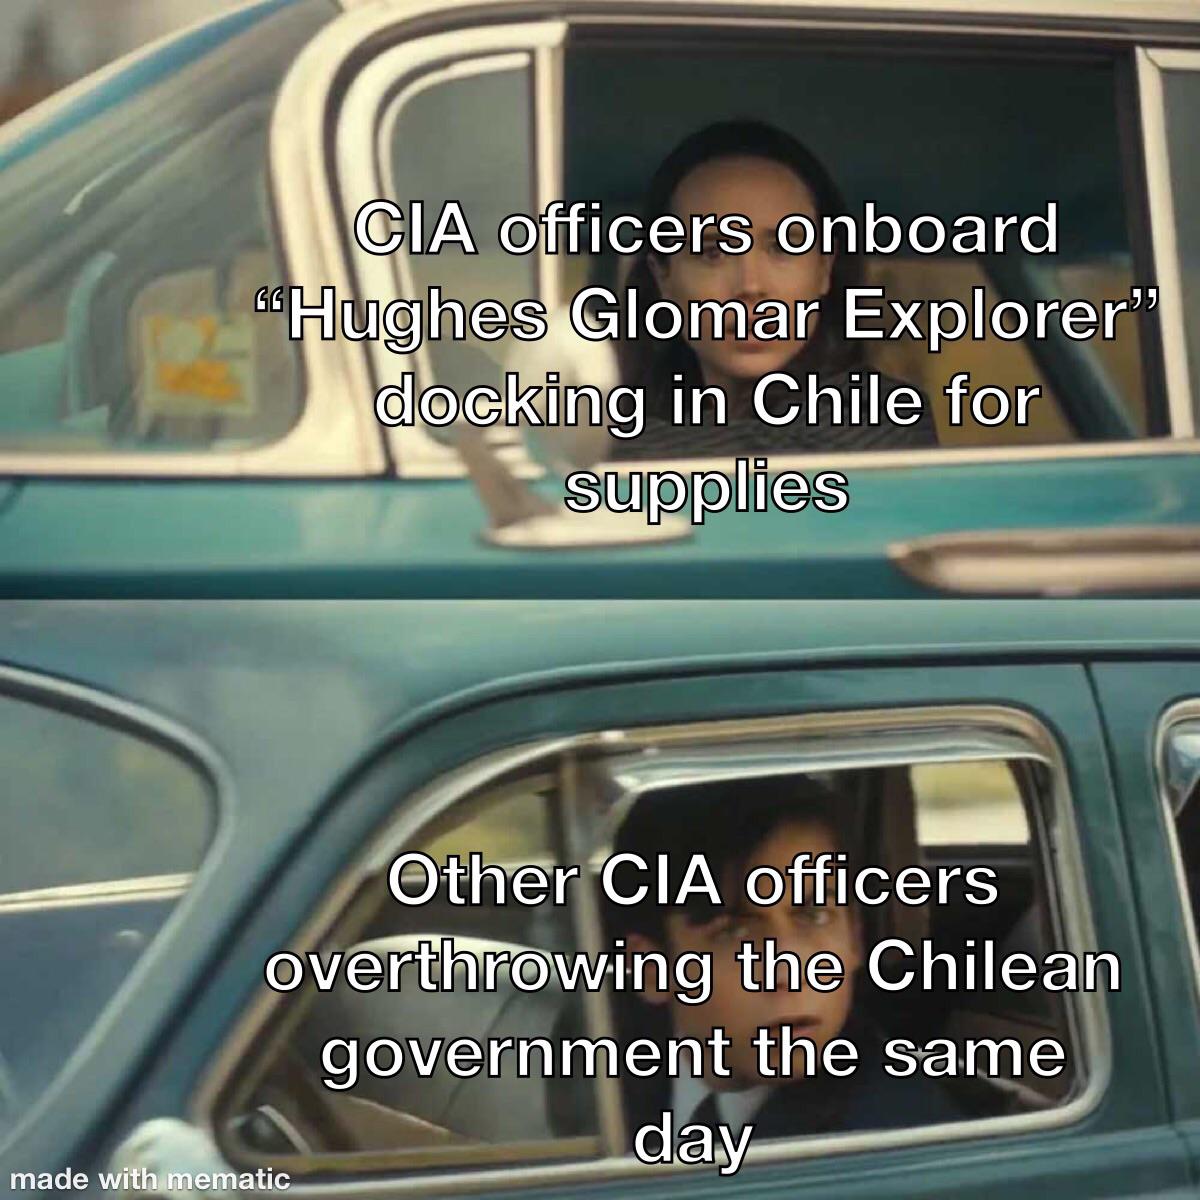 CIA officers onboard
“Hughes Glomar Explorer”
docking in Chile for
supplies
Other CIA officers
overthrowing the Chilean
government the same
day
made with mematic